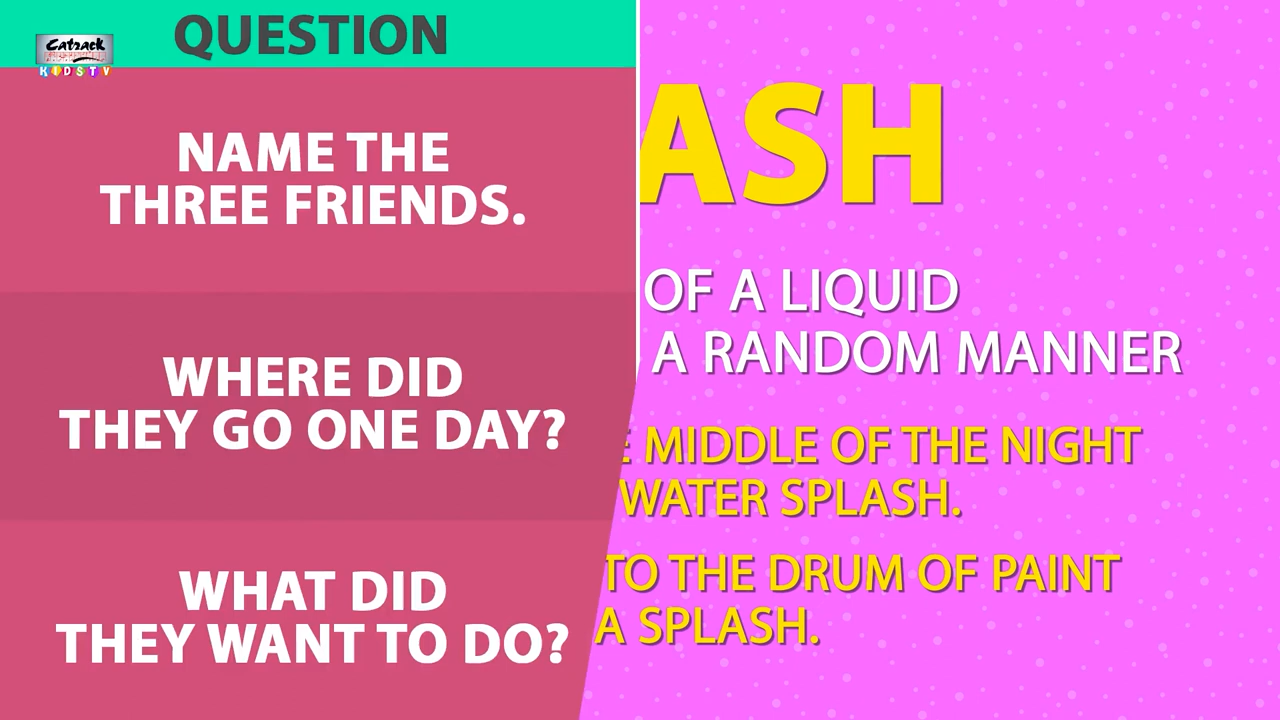 QUESTION
Catrack
KIDS TV
NAME THE
THREE FRIENDS.
WHERE DID
THEY GO ONE DAY?
WHAT DID
THEY WANT TO DO?
ASH
OF A LIQUID
A RANDOM MANNER
MIDDLE OF THE NIGHT
WATER SPLASH.
TO THE DRUM OF PAINT
A SPLASH.